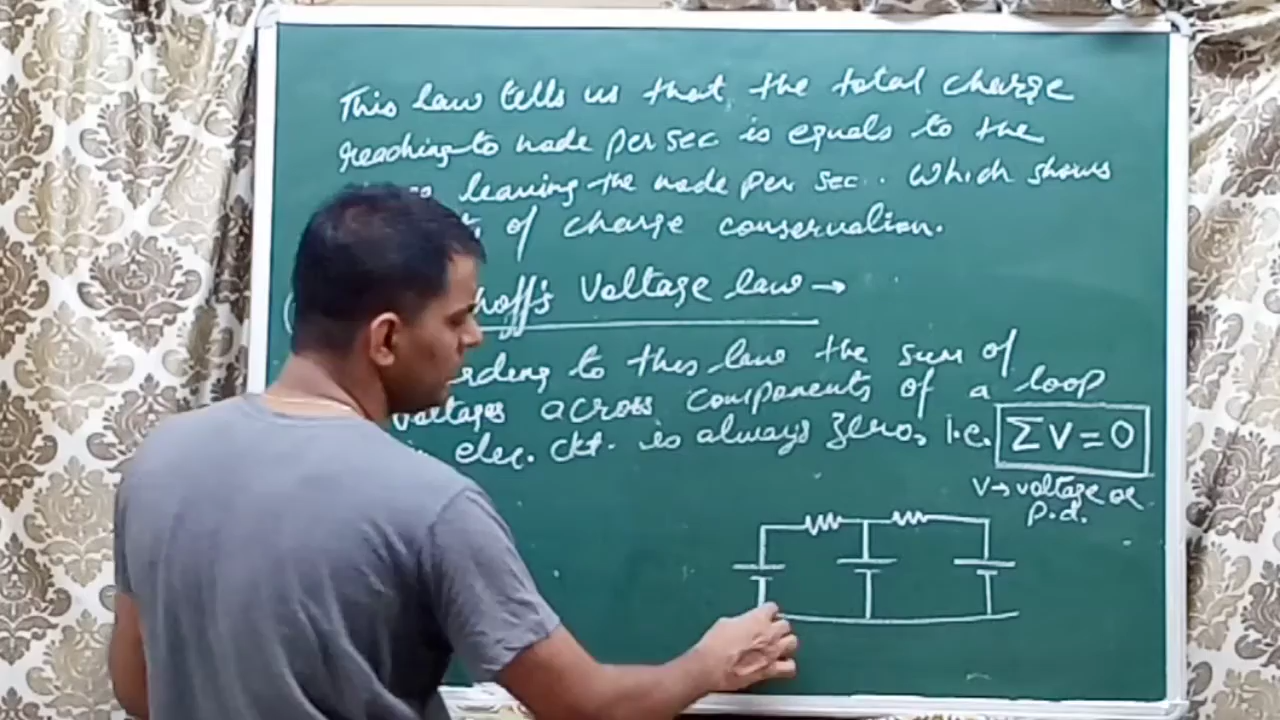 This law tells us that the total charge
reaching to node per sec is equals to the
leaving the node per sec. Which shows
of charge conservation.
hoff's Voltage law →
rding to this law the sum of
voltages across components of a loop
elec. ckt. is always zero, i.e. ΣV = 0
V → voltage or
p.d.